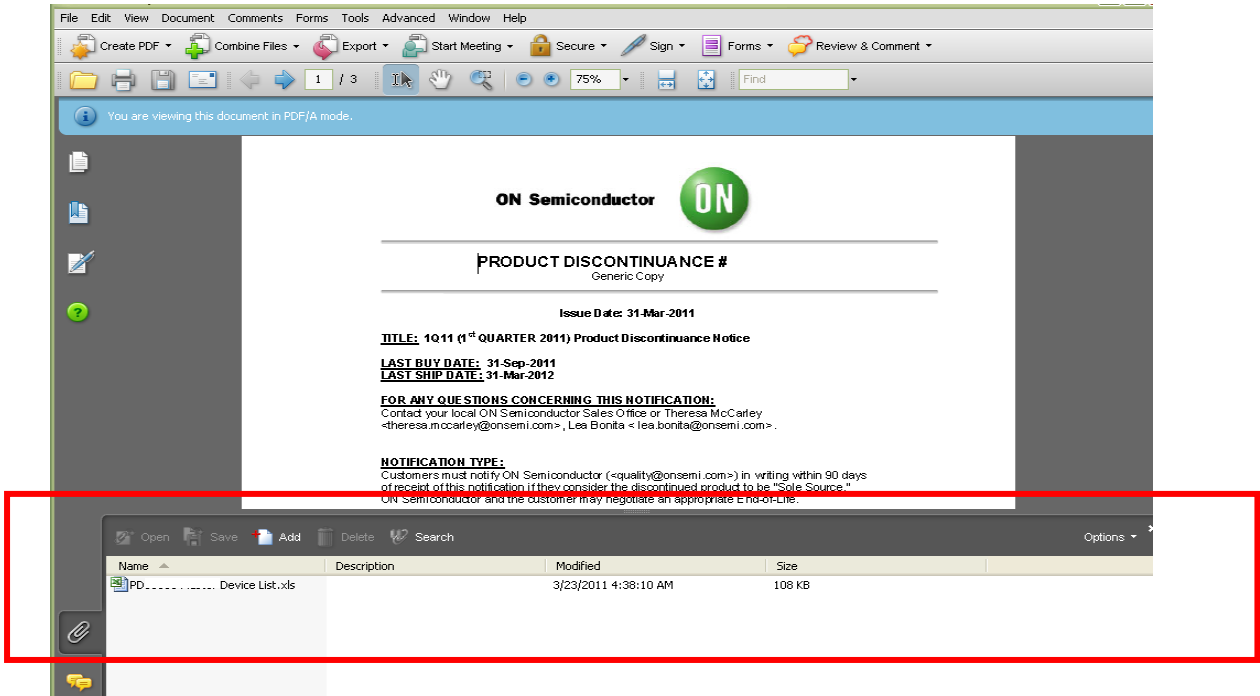 File Edit View Document Comments Forms Tools Advanced Window Help
Create PDF Combine Files Export Start Meeting Secure Sign Forms Review & Comment
1 / 3 75% Find
You are viewing this document in PDF/A mode.
ON Semiconductor ON
PRODUCT DISCONTINUANCE #
Generic Copy
Issue Date: 31-Mar-2011
TITLE: 1Q11 (1st QUARTER 2011) Product Discontinuance Notice
LAST BUY DATE: 31-Sep-2011
LAST SHIP DATE: 31-Mar-2012
FOR ANY QUESTIONS CONCERNING THIS NOTIFICATION:
Contact your local ON Semiconductor Sales Office or Theresa McCarley
<theresa.mccarley@onsemi.com>, Lea Bonita < lea.bonita@onsemi.com>.
NOTIFICATION TYPE:
Customers must notify ON Semiconductor (<quality@onsemi.com>) in writing within 90 days
of receipt of this notification if they consider the discontinued product to be "Sole Source."
ON Semiconductor and the customer may negotiate an appropriate End-of-Life.
Open Save Add Delete Search Options
Name Description Modified Size
PD Device List.xls 3/23/2011 4:38:10 AM 108 KB